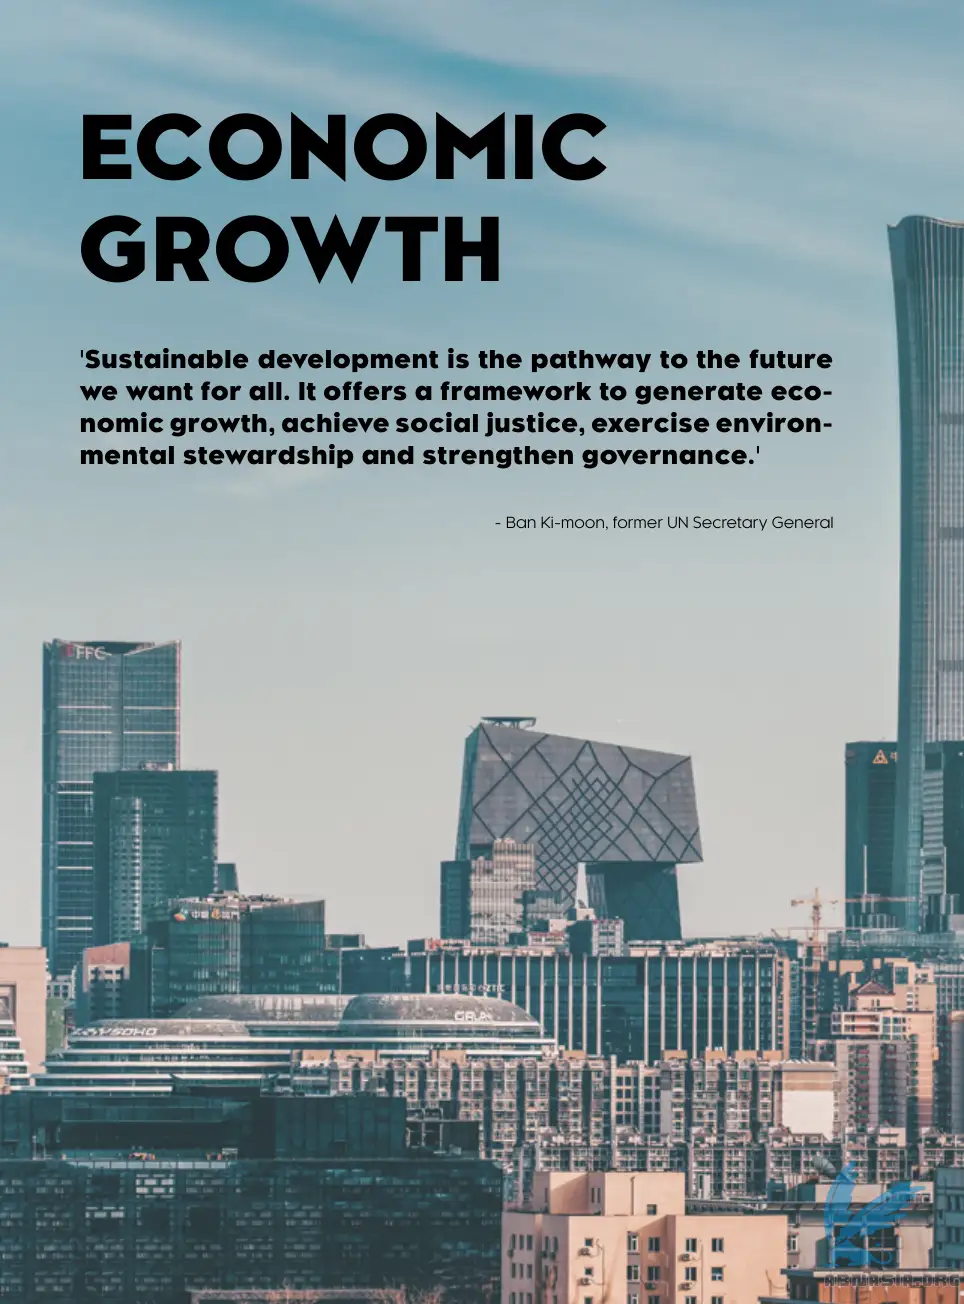 ECONOMIC
GROWTH
'Sustainable development is the pathway to the future
we want for all. It offers a framework to generate eco-
nomic growth, achieve social justice, exercise environ-
mental stewardship and strengthen governance.'
- Ban Ki-moon, former UN Secretary General
FFC